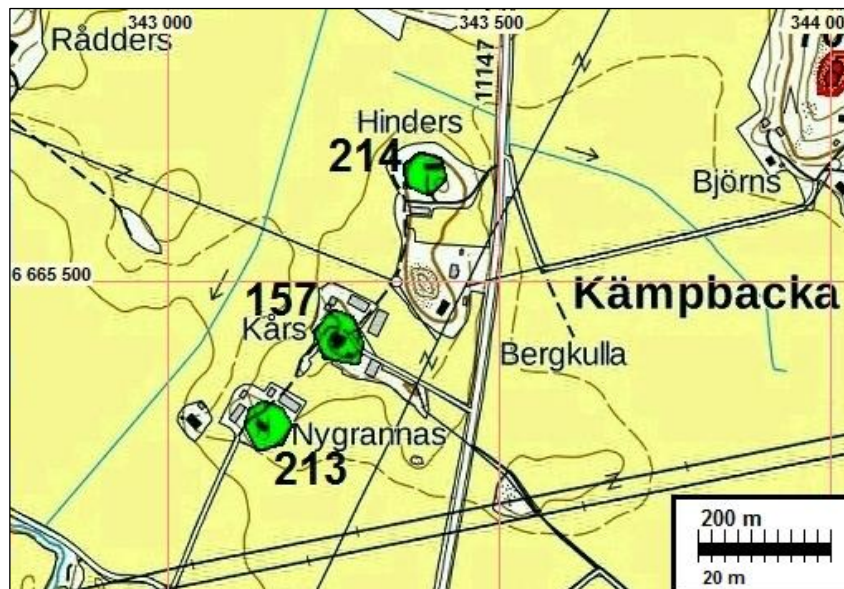 343 000
343 500
344 00
Rådders
11147
Hinders
214
Björns
6 665 500
157
Kämpbacka
Kårs
Bergkulla
Nygrannas
213
200 m
20 m